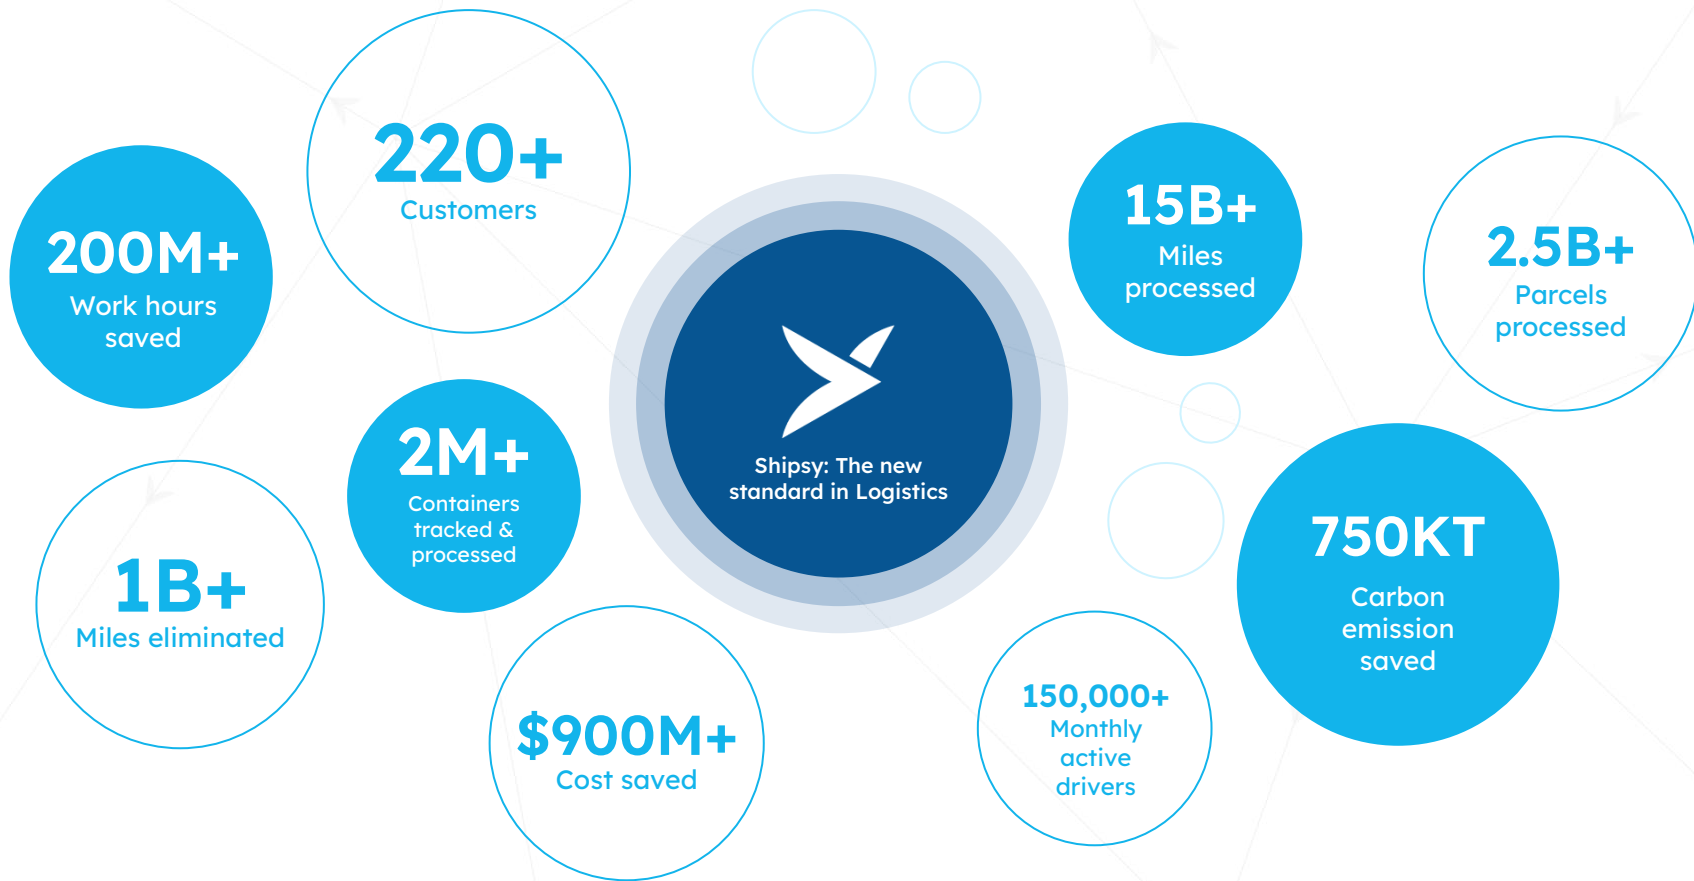 220+
Customers
200M+
Work hours
saved
15B+
Miles
processed
2.5B+
Parcels
processed
2M+
Containers
tracked &
processed
Shipsy: The new
standard in Logistics
1B+
Miles eliminated
750KT
Carbon
emission
saved
$900M+
Cost saved
150,000+
Monthly
active
drivers